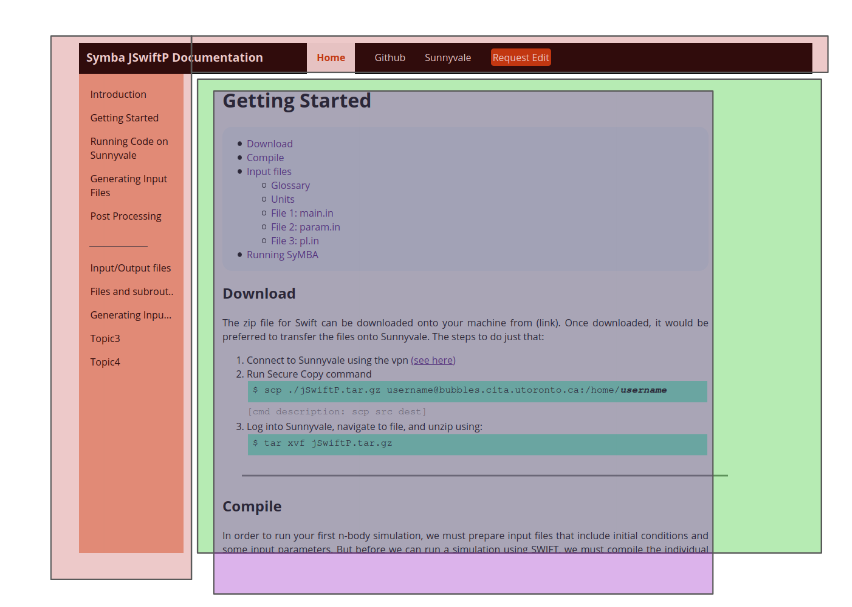 Symba JSwiftP Documentation Home Github Sunnyvale Request Edit
Introduction
Getting Started
Running Code on
Sunnyvale
Generating Input
Files
Post Processing
Input/Output files
Files and subrout..
Generating Inpu...
Topic3
Topic4
Getting Started
Download
Compile
Input files
Glossary
Units
File 1: main.in
File 2: param.in
File 3: pl.in
Running SyMBA
Download
The zip file for Swift can be downloaded onto your machine from (link). Once downloaded, it would be
preferred to transfer the files onto Sunnyvale. The steps to do just that:
1. Connect to Sunnyvale using the vpn (see here)
2. Run Secure Copy command
$ scp ./jSwiftP.tar.gz username@bubbles.cita.utoronto.ca:/home/username
[cmd description: scp src dest]
3. Log into Sunnyvale, navigate to file, and unzip using:
$ tar xvf jSwiftP.tar.gz
Compile
In order to run your first n-body simulation, we must prepare input files that include initial conditions and
some input parameters. But before we can run a simulation using SWIFT, we must compile the individual